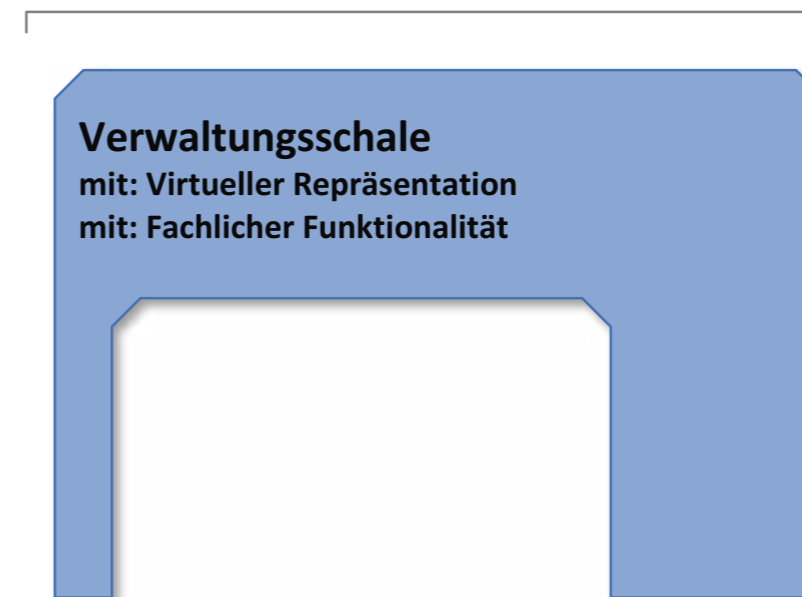 Verwaltungsschale
mit: Virtueller Repräsentation
mit: Fachlicher Funktionalität